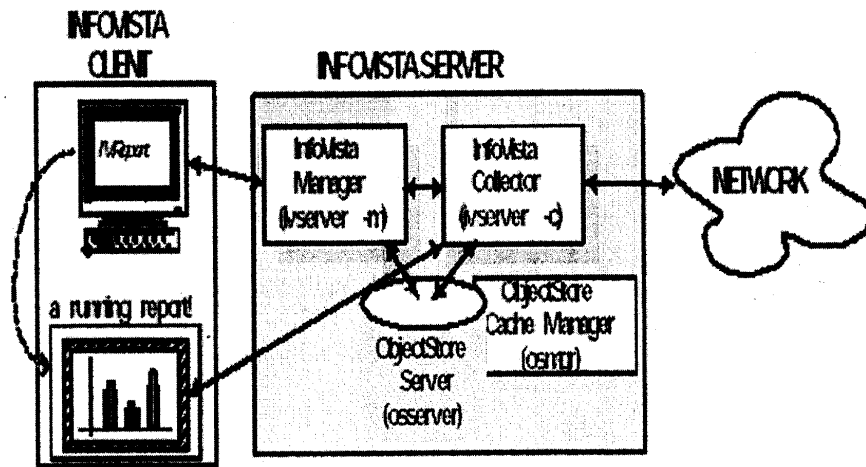 INFOVISTA
CLIENT
INFOVISTA SERVER
IVReport
InfoVista
Manager
(ivserver -m)
InfoVista
Collector
(ivserver -c)
NETWORK
a running report!
ObjectStore
Cache Manager
(osmgr)
ObjectStore
Server
(osserver)